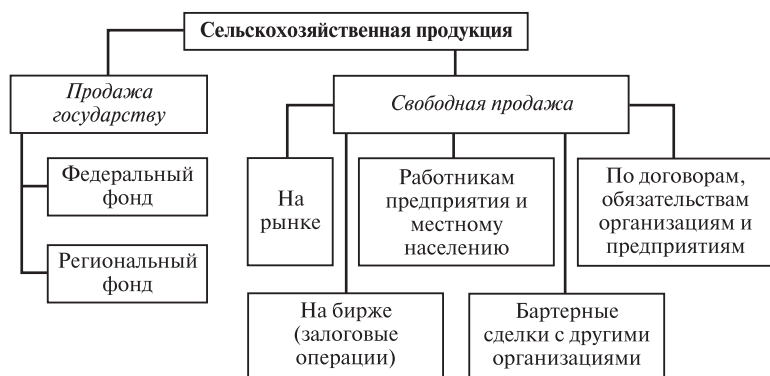 Сельскохозяйственная продукция
Продажа
государству
Свободная продажа
Федеральный
фонд
Региональный
фонд
На
рынке
Работникам
предприятия и
местному
населению
По договорам,
обязательствам
организациям и
предприятиям
На бирже
(залоговые
операции)
Бартерные
сделки с другими
организациями